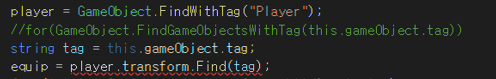 player = GameObject.FindWithTag("Player");
//for(GameObject.FindGameObjectsWithTag(this.gameObject.tag))
string tag = this.gameObject.tag;
equip = player.transform.Find(tag);